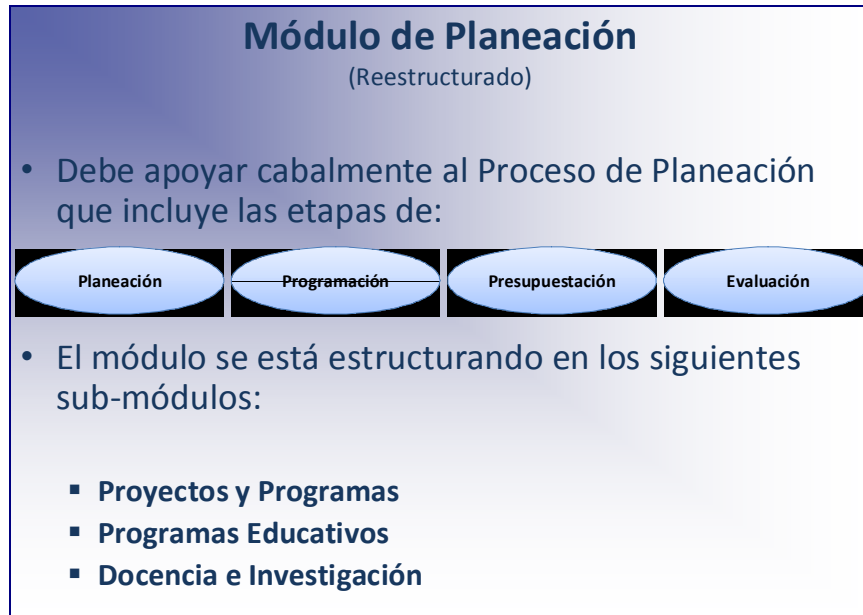 Módulo de Planeación
(Reestructurado)
• Debe apoyar cabalmente al Proceso de Planeación
que incluye las etapas de:
Planeación Programación Presupuestación Evaluación
• El módulo se está estructurando en los siguientes
sub-módulos:
▪ Proyectos y Programas
▪ Programas Educativos
▪ Docencia e Investigación